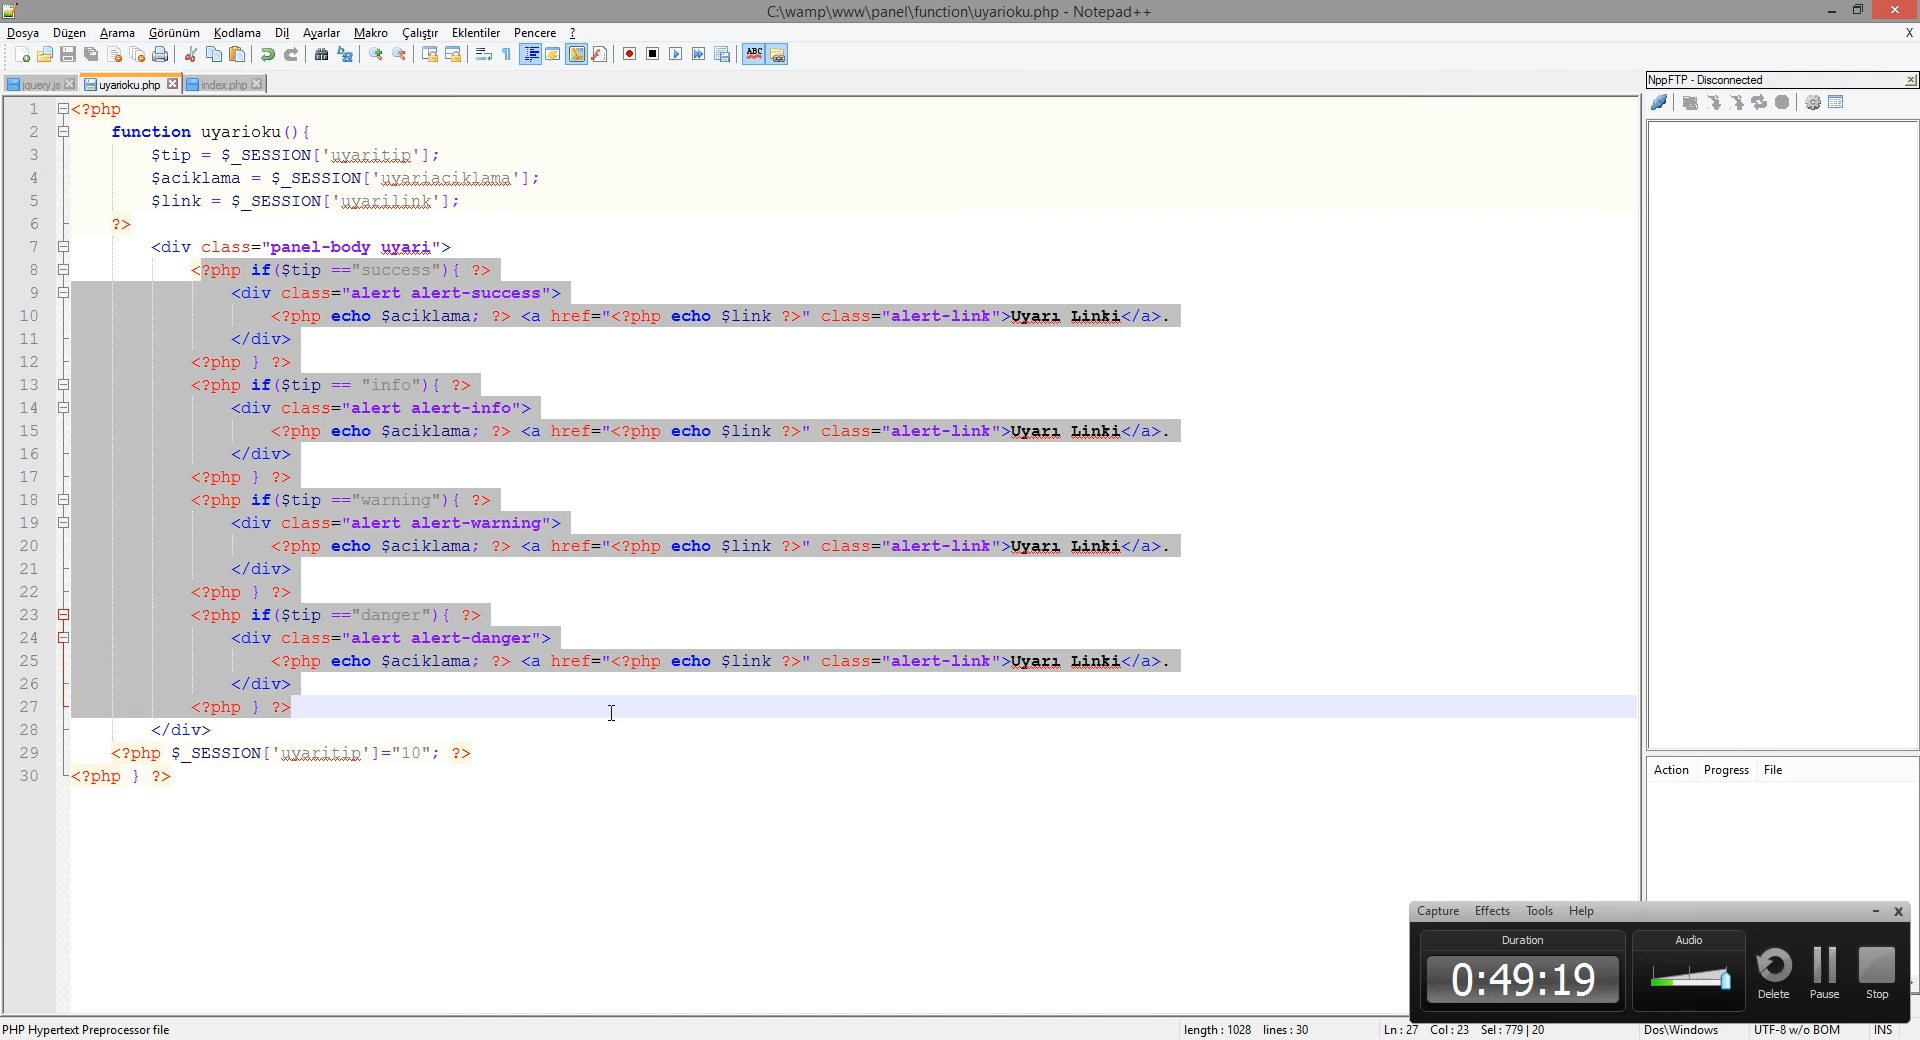 C:\wamp\www\panel\function\uyarioku.php - Notepad++
Dosya Düzen Arama Görünüm Kodlama Dil Ayarlar Makro Çalıştır Eklentiler Pencere ? X
ABC
jquery.js uyarioku.php index.php
NppFTP - Disconnected
1 <?php
2 function uyarioku(){
3 $tip = $_SESSION['uyaritip'];
4 $aciklama = $_SESSION['uyariaciklama'];
5 $link = $_SESSION['uyarilink'];
6 ?>
7 <div class="panel-body uyari">
8 <?php if($tip =="success"){ ?>
9 <div class="alert alert-success">
10 <?php echo $aciklama; ?> <a href="<?php echo $link ?>" class="alert-link">Uyarı Linki</a>.
11 </div>
12 <?php } ?>
13 <?php if($tip == "info"){ ?>
14 <div class="alert alert-info">
15 <?php echo $aciklama; ?> <a href="<?php echo $link ?>" class="alert-link">Uyarı Linki</a>.
16 </div>
17 <?php } ?>
18 <?php if($tip =="warning"){ ?>
19 <div class="alert alert-warning">
20 <?php echo $aciklama; ?> <a href="<?php echo $link ?>" class="alert-link">Uyarı Linki</a>.
21 </div>
22 <?php } ?>
23 <?php if($tip =="danger"){ ?>
24 <div class="alert alert-danger">
25 <?php echo $aciklama; ?> <a href="<?php echo $link ?>" class="alert-link">Uyarı Linki</a>.
26 </div>
27 <?php } ?>
28 </div>
29 <?php $_SESSION['uyaritip']="10"; ?>
30 <?php } ?>
Action Progress File
Capture Effects Tools Help
Duration Audio
0:49:19
Delete Pause Stop
PHP Hypertext Preprocessor file length : 1028 lines : 30 Ln : 27 Col : 23 Sel : 779 | 20 Dos\Windows UTF-8 w/o BOM INS